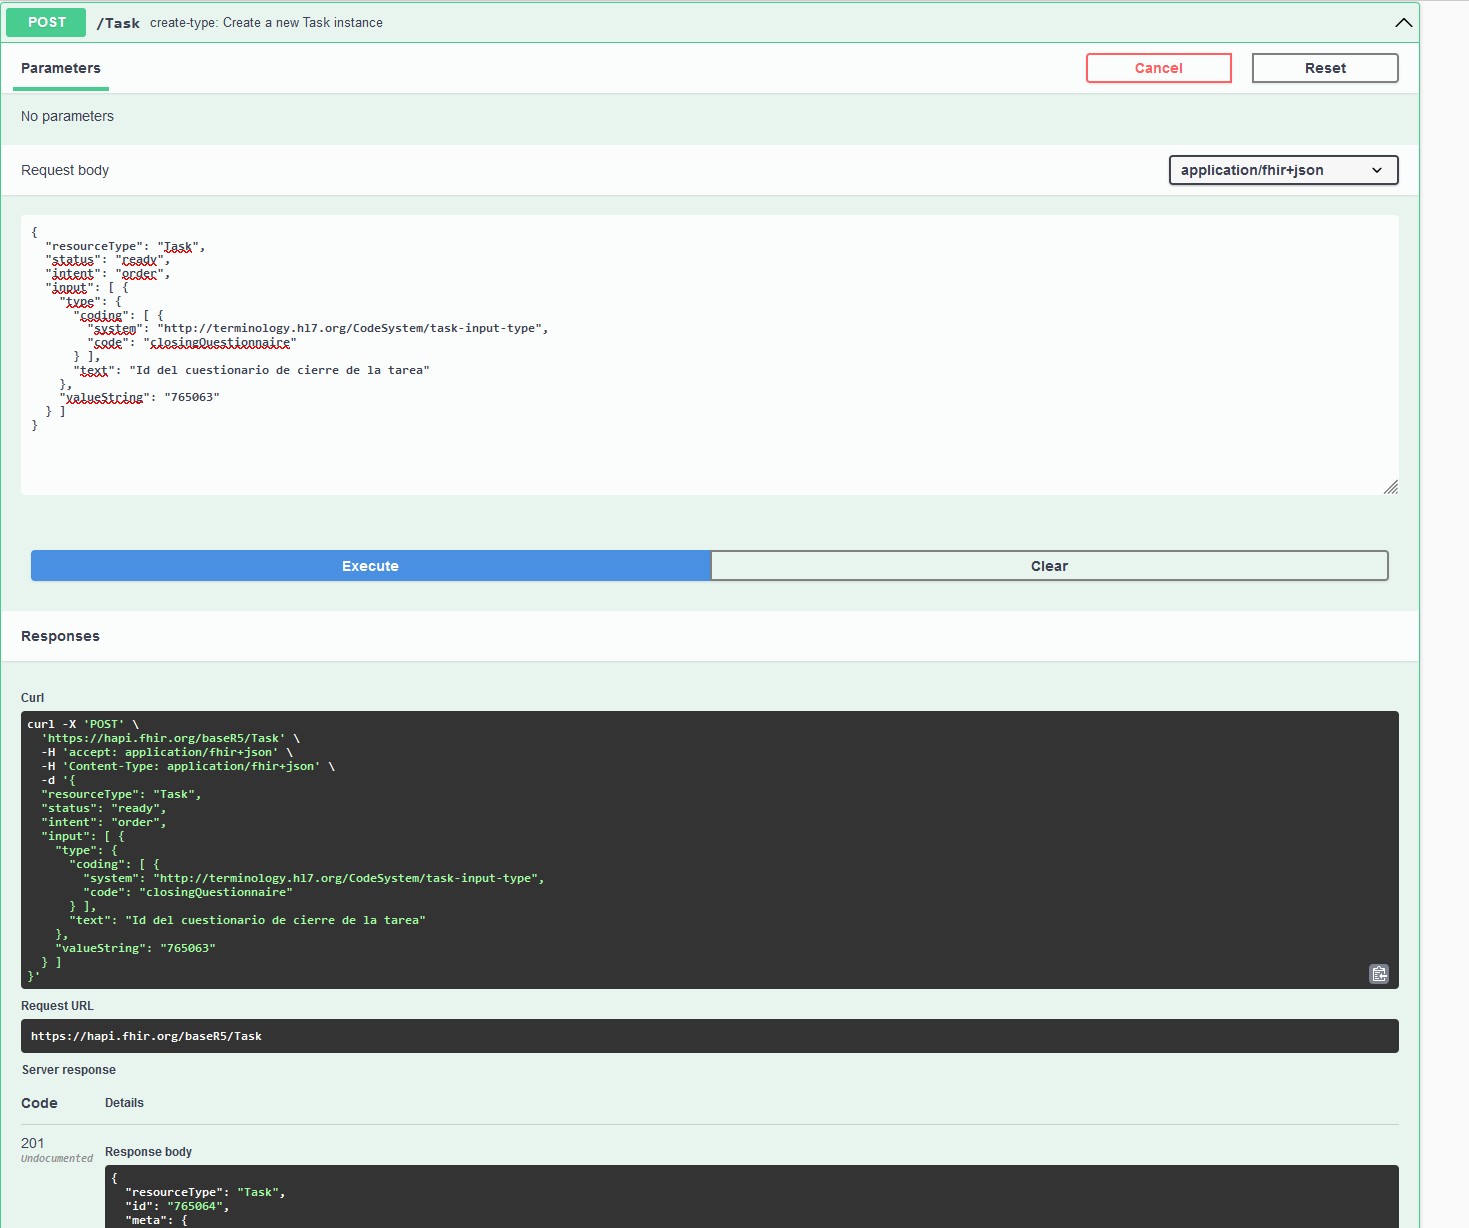 POST /Task create-type: Create a new Task instance
Parameters Cancel Reset
No parameters
Request body application/fhir+json
{
  "resourceType": "Task",
  "status": "ready",
  "intent": "order",
  "input": [ {
    "type": {
      "coding": [ {
        "system": "http://terminology.hl7.org/CodeSystem/task-input-type",
        "code": "closingQuestionnaire"
      } ],
      "text": "Id del cuestionario de cierre de la tarea"
    },
    "valueString": "765063"
  } ]
}
Execute Clear
Responses
Curl
curl -X 'POST' \
  'https://hapi.fhir.org/baseR5/Task' \
  -H 'accept: application/fhir+json' \
  -H 'Content-Type: application/fhir+json' \
  -d '{
  "resourceType": "Task",
  "status": "ready",
  "intent": "order",
  "input": [ {
    "type": {
      "coding": [ {
        "system": "http://terminology.hl7.org/CodeSystem/task-input-type",
        "code": "closingQuestionnaire"
      } ],
      "text": "Id del cuestionario de cierre de la tarea"
    },
    "valueString": "765063"
  } ]
}'
Request URL
https://hapi.fhir.org/baseR5/Task
Server response
Code Details
201
Undocumented
Response body
{
  "resourceType": "Task",
  "id": "765064",
  "meta": {